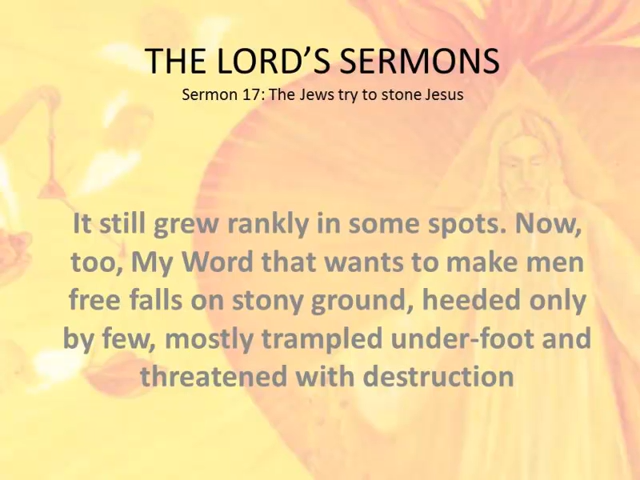 THE LORD’S SERMONS
Sermon 17: The Jews try to stone Jesus
It still grew rankly in some spots. Now,
too, My Word that wants to make men
free falls on stony ground, heeded only
by few, mostly trampled under-foot and
threatened with destruction